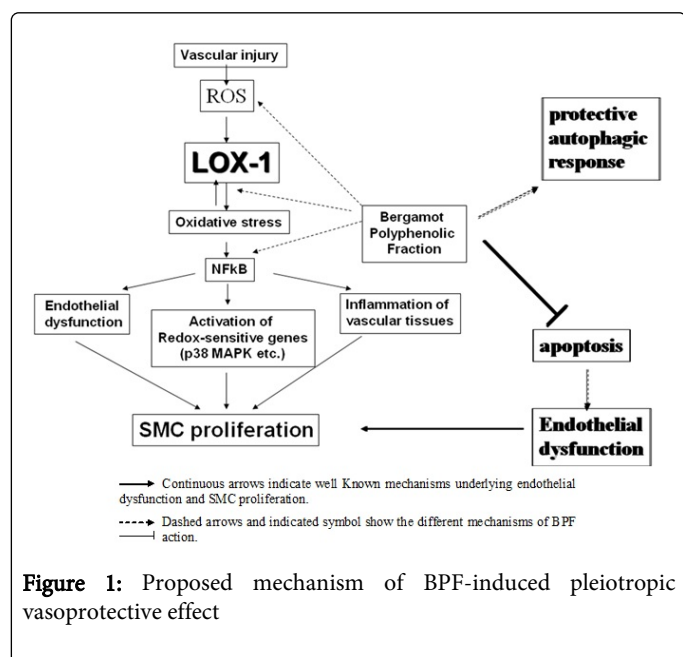 Vascular injury
ROS
LOX-1
Oxidative stress
NFkB
Endothelial
dysfunction
Activation of
Redox-sensitive genes
(p38 MAPK etc.)
Inflammation of
vascular tissues
SMC proliferation
Bergamot
Polyphenolic
Fraction
protective
autophagic
response
apoptosis
Endothelial
dysfunction
Continuous arrows indicate well Known mechanisms underlying endothelial
dysfunction and SMC proliferation.
Dashed arrows and indicated symbol show the different mechanisms of BPF
action.
Figure 1: Proposed mechanism of BPF-induced pleiotropic
vasoprotective effect